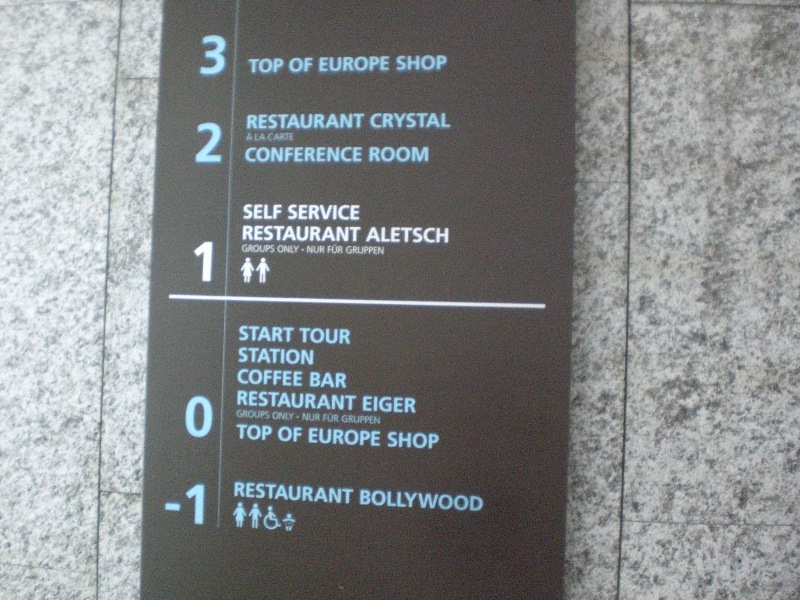 3 TOP OF EUROPE SHOP
2 RESTAURANT CRYSTAL
À LA CARTE
CONFERENCE ROOM
SELF SERVICE
1 RESTAURANT ALETSCH
GROUPS ONLY • NUR FÜR GRUPPEN
START TOUR
STATION
COFFEE BAR
RESTAURANT EIGER
0 GROUPS ONLY • NUR FÜR GRUPPEN
TOP OF EUROPE SHOP
-1 RESTAURANT BOLLYWOOD